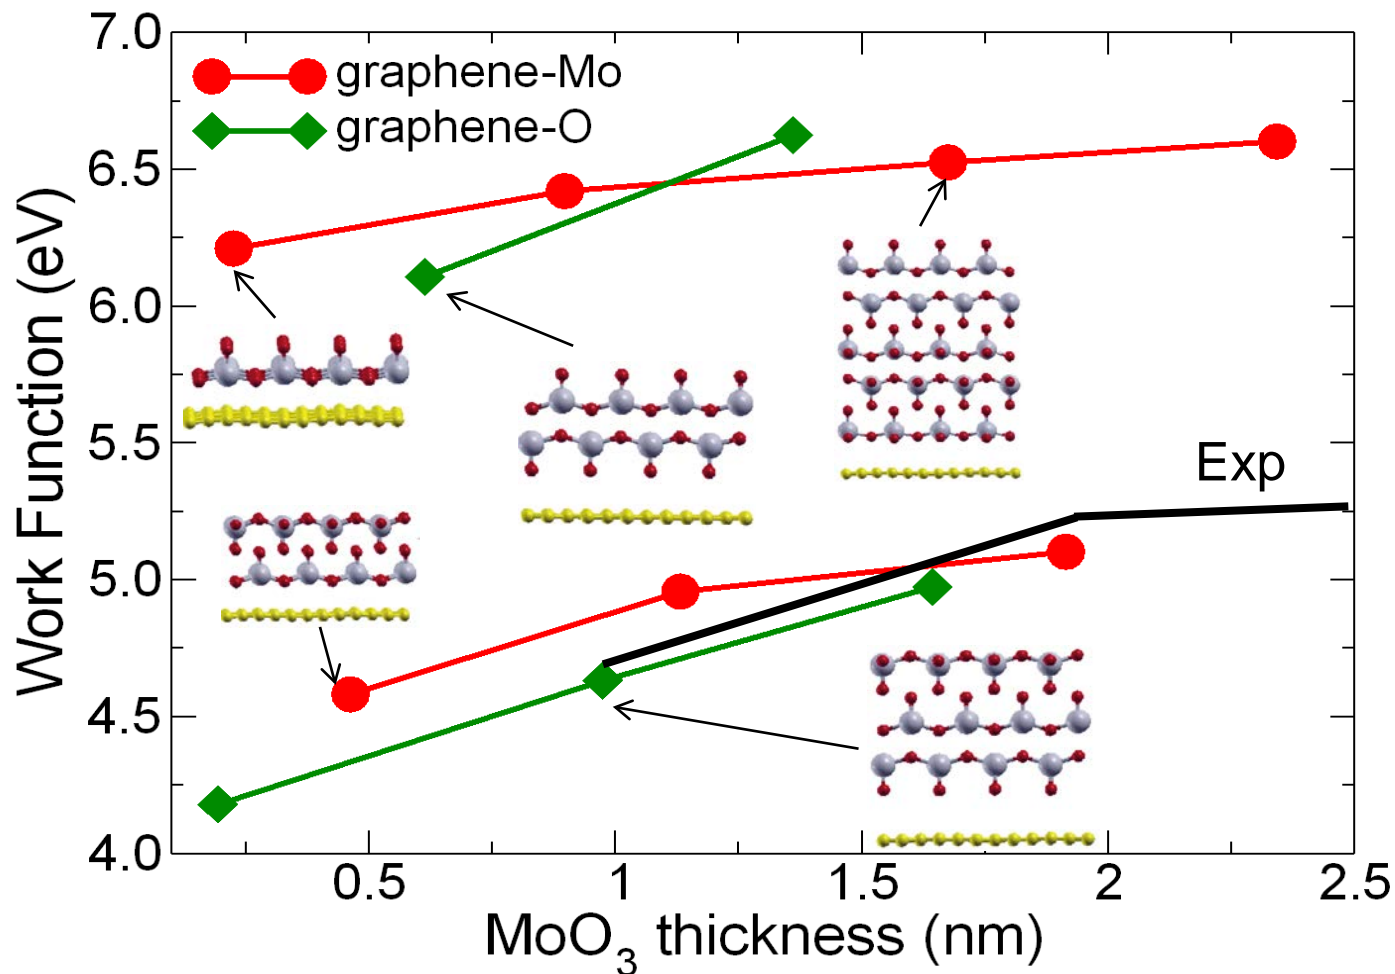 7.0
graphene-Mo
graphene-O
6.5
6.0
5.5
5.0
4.5
4.0
Work Function (eV)
Exp
0.5 1 1.5 2 2.5
MoO₃ thickness (nm)